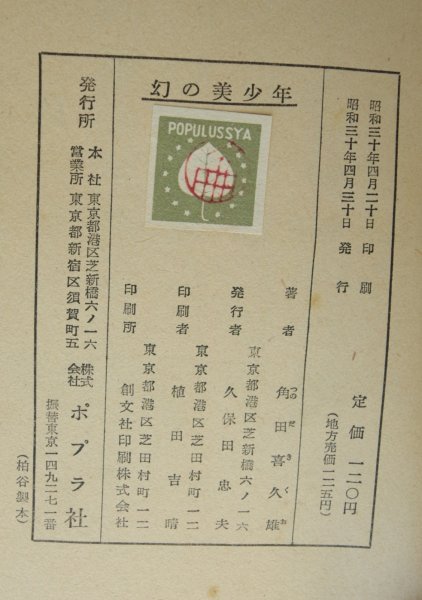 幻の美少年
POPULUSSYA
昭和三十年四月二十日 印刷
昭和三十年四月三十日 発行
定価 一二〇円
(地方売価一二五円)
著者 角田喜久雄
つのだきくお
東京都港区芝新橋六ノ一六
発行者 久保田忠夫
東京都港区芝田村町一ノ二
印刷者 植田吉晴
東京都港区芝田村町一ノ二
印刷所 創文社印刷株式会社
発行所
本社 東京都港区芝新橋六ノ一六
営業所 東京都新宿区須賀町五
株式会社 ポプラ社
振替東京一四九二七一番
(柏谷製本)